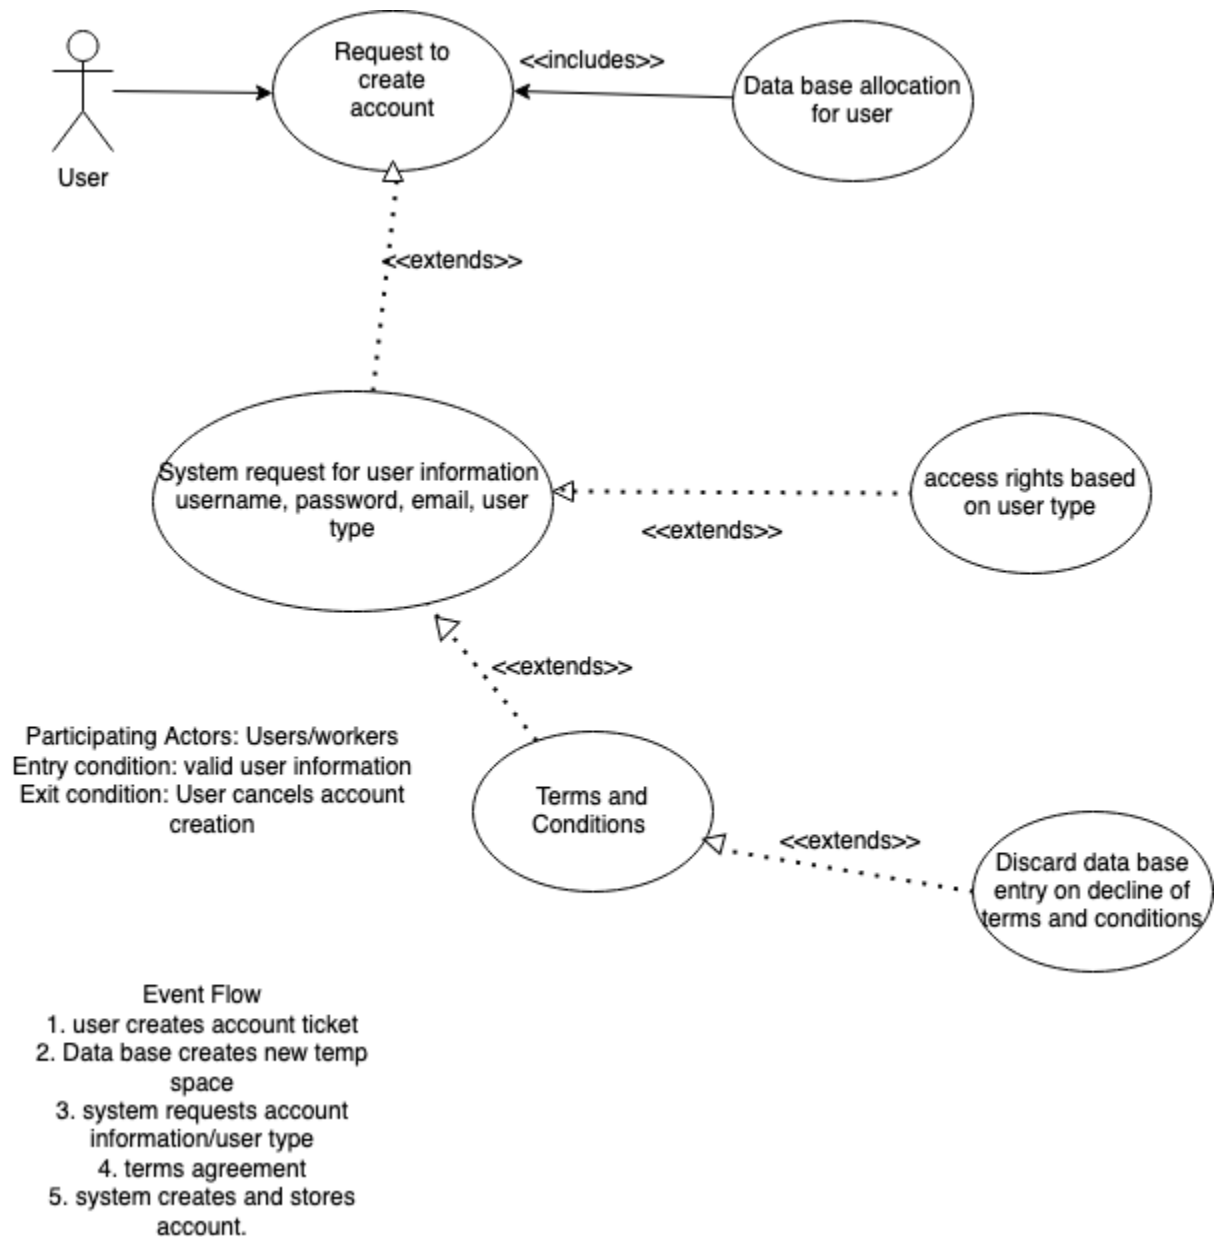 Request to
create
account
<<includes>>
Data base allocation
for user
User
<<extends>>
System request for user information
username, password, email, user
type
access rights based
on user type
<<extends>>
<<extends>>
Participating Actors: Users/workers
Entry condition: valid user information
Exit condition: User cancels account
creation
Terms and
Conditions
<<extends>>
Discard data base
entry on decline of
terms and conditions
Event Flow
1. user creates account ticket
2. Data base creates new temp
space
3. system requests account
information/user type
4. terms agreement
5. system creates and stores
account.